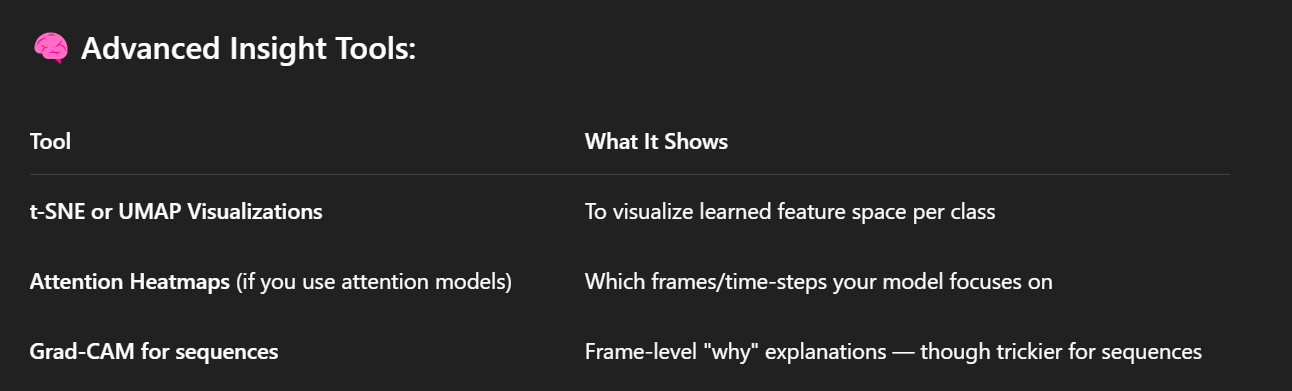 🧠 Advanced Insight Tools:
Tool What It Shows
t-SNE or UMAP Visualizations To visualize learned feature space per class
Attention Heatmaps (if you use attention models) Which frames/time-steps your model focuses on
Grad-CAM for sequences Frame-level "why" explanations — though trickier for sequences